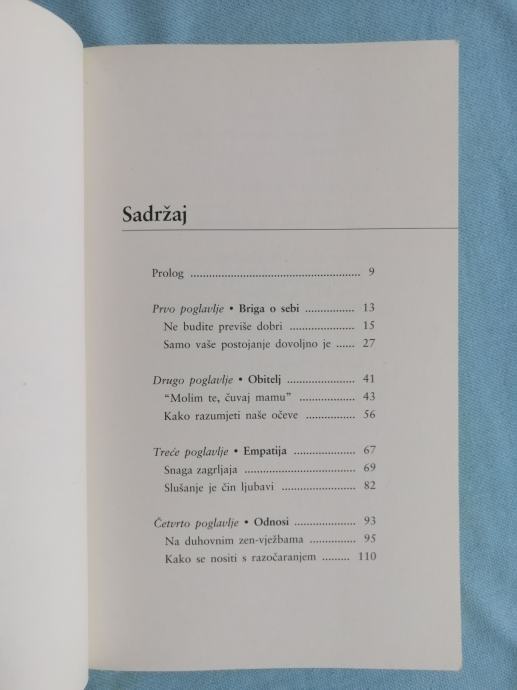 Sadržaj
Prolog ........................................................ 9
Prvo poglavlje • Briga o sebi ................ 13
Ne budite previše dobri ..................... 15
Samo vaše postojanje dovoljno je ...... 27
Drugo poglavlje • Obitelj ...................... 41
“Molim te, čuvaj mamu” .................. 43
Kako razumjeti naše očeve ................ 56
Treće poglavlje • Empatija ..................... 67
Snaga zagrljaja .................................... 69
Slušanje je čin ljubavi ........................ 82
Četvrto poglavlje • Odnosi .................... 93
Na duhovnim zen-vježbama ............... 95
Kako se nositi s razočaranjem ......... 110